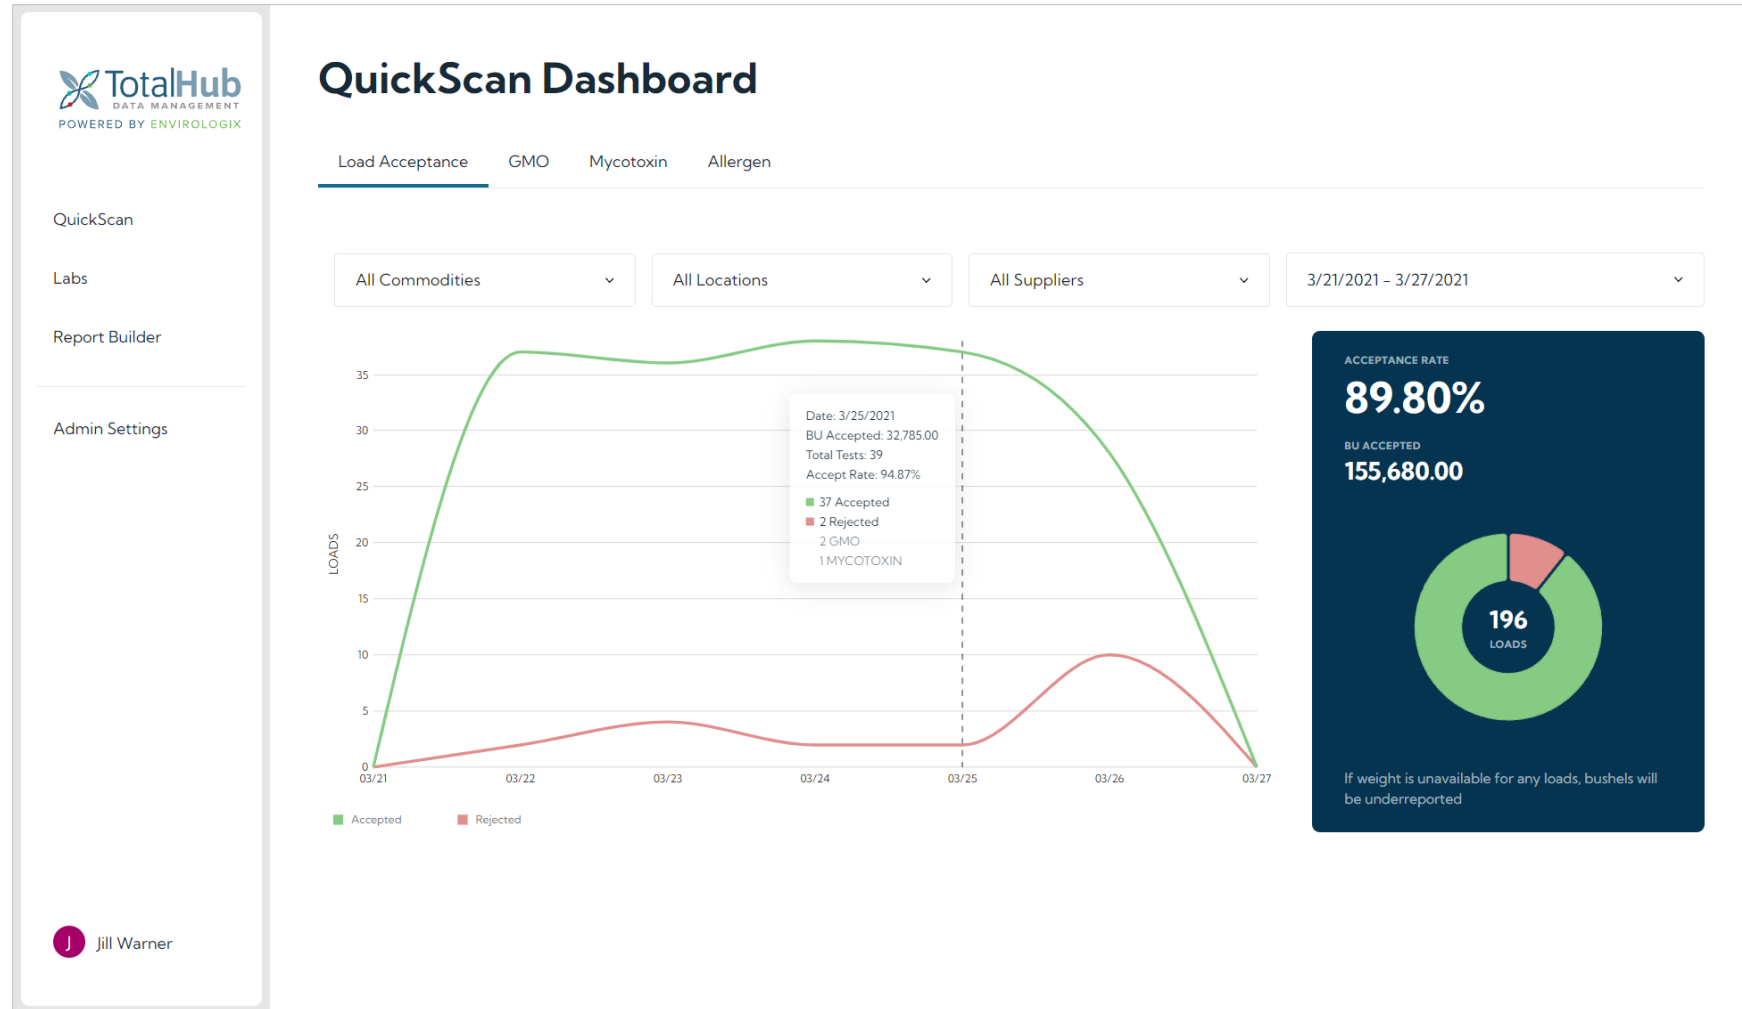 TotalHub
DATA MANAGEMENT
POWERED BY ENVIROLOGIX
QuickScan
Labs
Report Builder
Admin Settings
J
Jill Warner
QuickScan Dashboard
Load Acceptance GMO Mycotoxin Allergen
All Commodities All Locations All Suppliers 3/21/2021 - 3/27/2021
LOADS
35
30
25
20
15
10
5
0
03/21 03/22 03/23 03/24 03/25 03/26 03/27
Date: 3/25/2021
BU Accepted: 32,785.00
Total Tests: 39
Accept Rate: 94.87%
37 Accepted
2 Rejected
2 GMO
1 MYCOTOXIN
Accepted Rejected
ACCEPTANCE RATE
89.80%
BU ACCEPTED
155,680.00
196
LOADS
If weight is unavailable for any loads, bushels will
be underreported